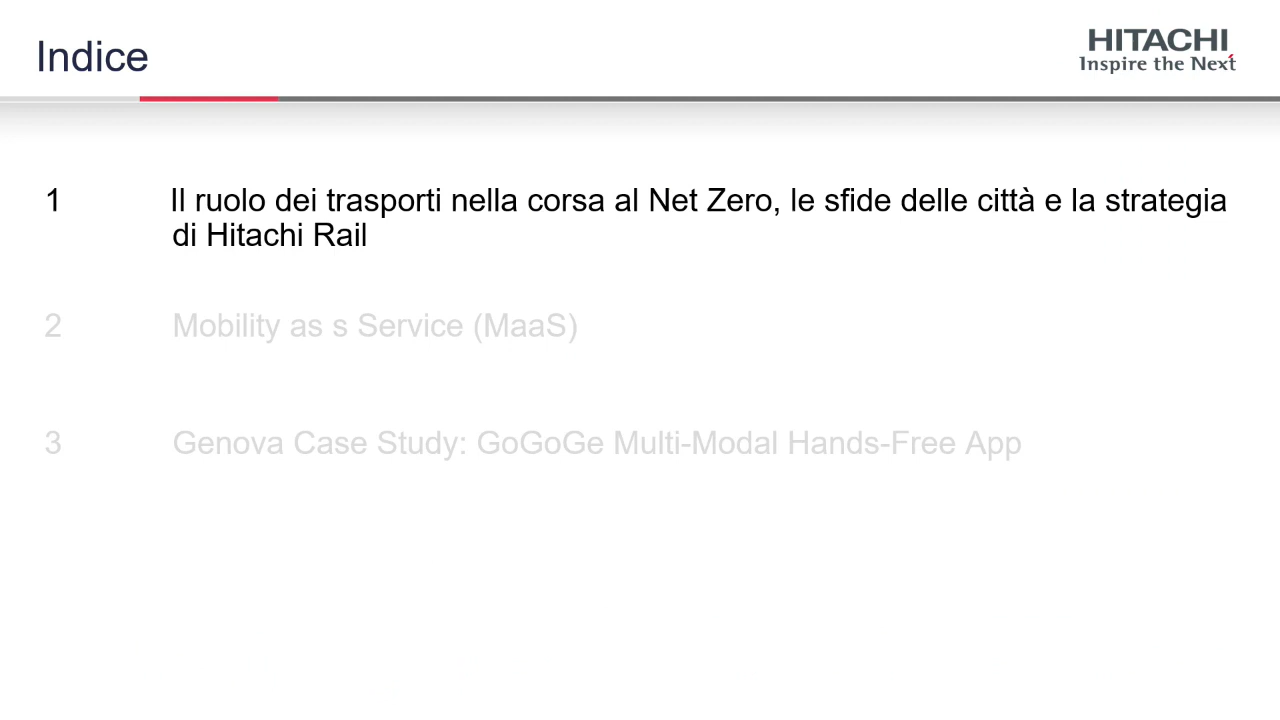 Indice
HITACHI
Inspire the Next
1 Il ruolo dei trasporti nella corsa al Net Zero, le sfide delle città e la strategia
di Hitachi Rail
2 Mobility as s Service (MaaS)
3 Genova Case Study: GoGoGe Multi-Modal Hands-Free App